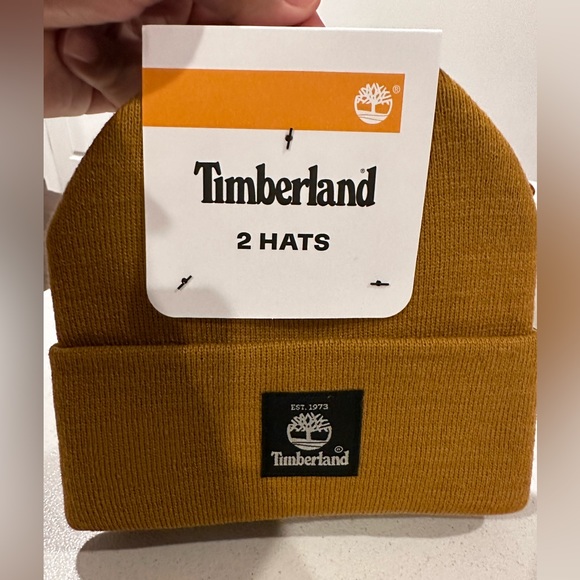 ®
Timberland®
2 HATS
EST. 1973
®
Timberland